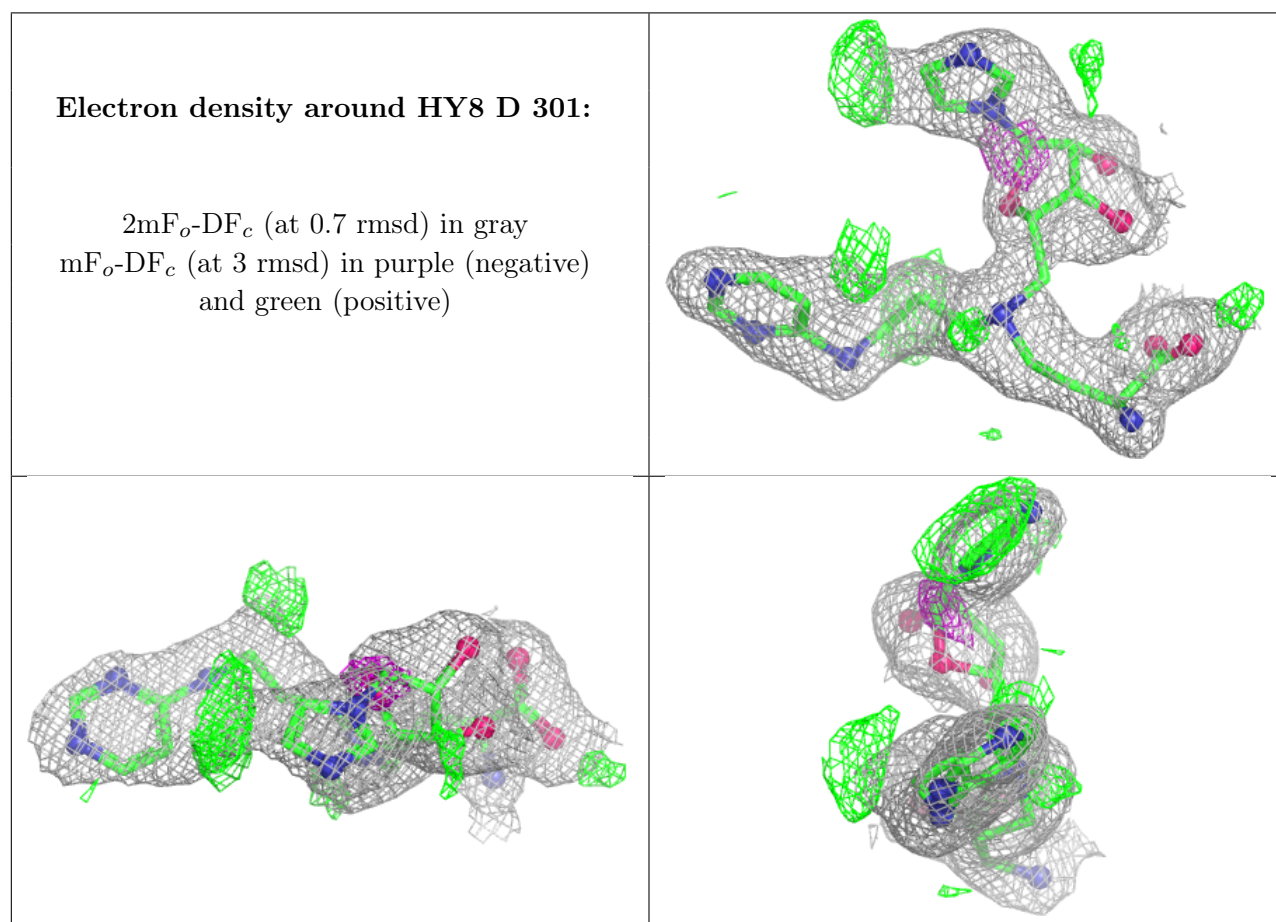 Electron density around HY8 D 301:
2mFo-DFc (at 0.7 rmsd) in gray
mFo-DFc (at 3 rmsd) in purple (negative)
and green (positive)